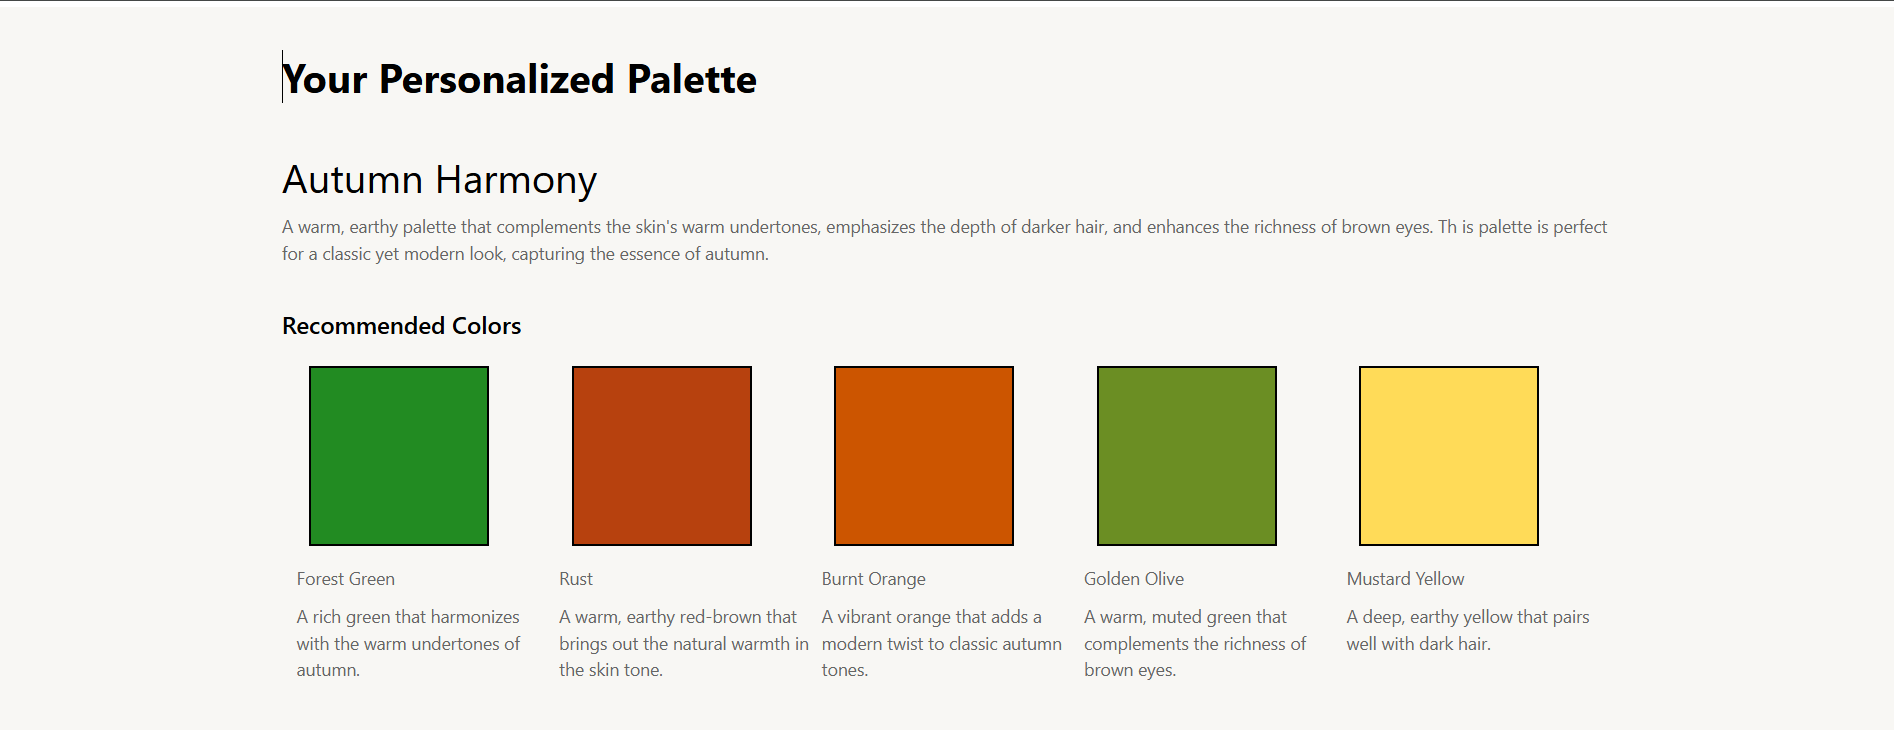 Your Personalized Palette
Autumn Harmony
A warm, earthy palette that complements the skin's warm undertones, emphasizes the depth of darker hair, and enhances the richness of brown eyes. Th is palette is perfect
for a classic yet modern look, capturing the essence of autumn.
Recommended Colors
Forest Green
A rich green that harmonizes
with the warm undertones of
autumn.
Rust
A warm, earthy red-brown that
brings out the natural warmth in
the skin tone.
Burnt Orange
A vibrant orange that adds a
modern twist to classic autumn
tones.
Golden Olive
A warm, muted green that
complements the richness of
brown eyes.
Mustard Yellow
A deep, earthy yellow that pairs
well with dark hair.